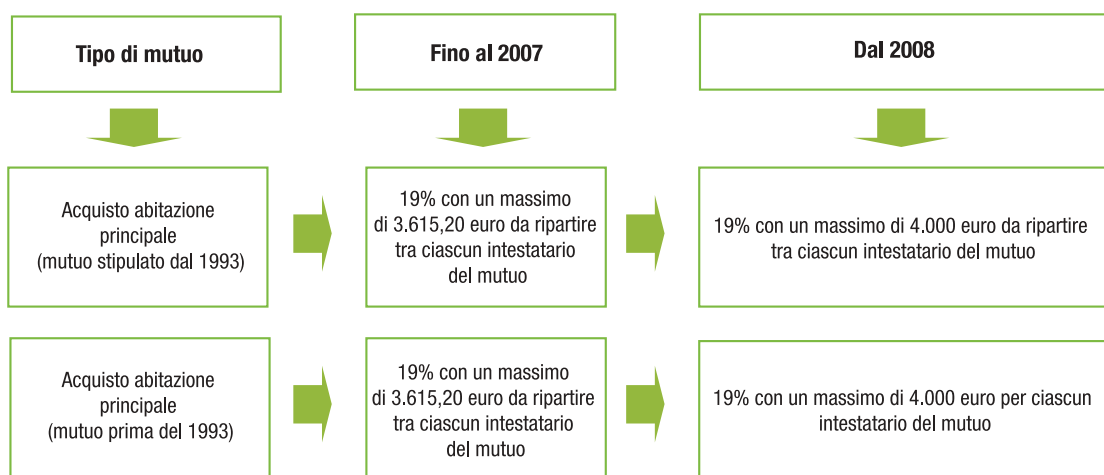 Tipo di mutuo
Fino al 2007
Dal 2008
Acquisto abitazione
principale
(mutuo stipulato dal 1993)
19% con un massimo
di 3.615,20 euro da ripartire
tra ciascun intestatario
del mutuo
19% con un massimo di 4.000 euro da ripartire
tra ciascun intestatario del mutuo
Acquisto abitazione
principale
(mutuo prima del 1993)
19% con un massimo
di 3.615,20 euro da ripartire
tra ciascun intestatario
del mutuo
19% con un massimo di 4.000 euro per ciascun
intestatario del mutuo